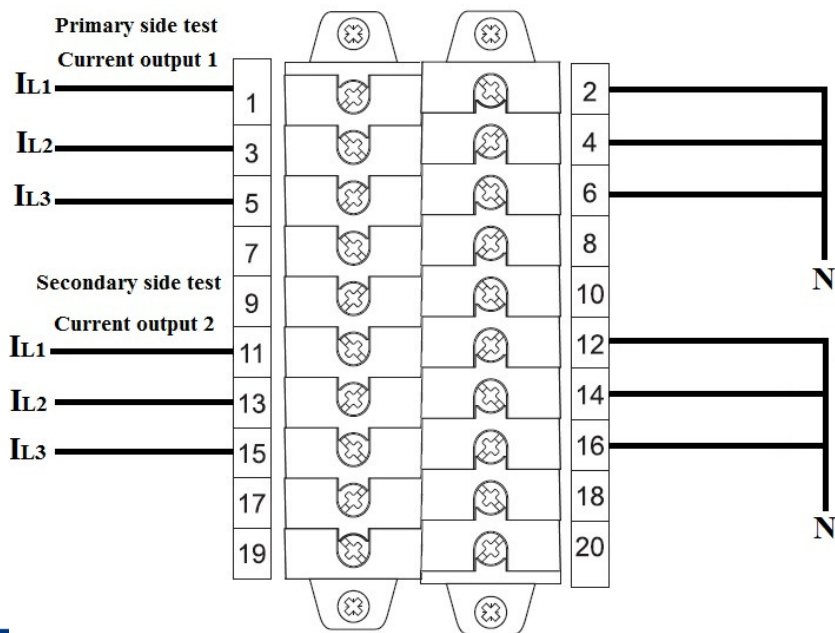 Primary side test
Current output 1
IL1 1 2
IL2 3 4
IL3 5 6
7 8
N
Secondary side test
9 10
Current output 2
IL1 11 12
IL2 13 14
IL3 15 16
17 18
N
19 20